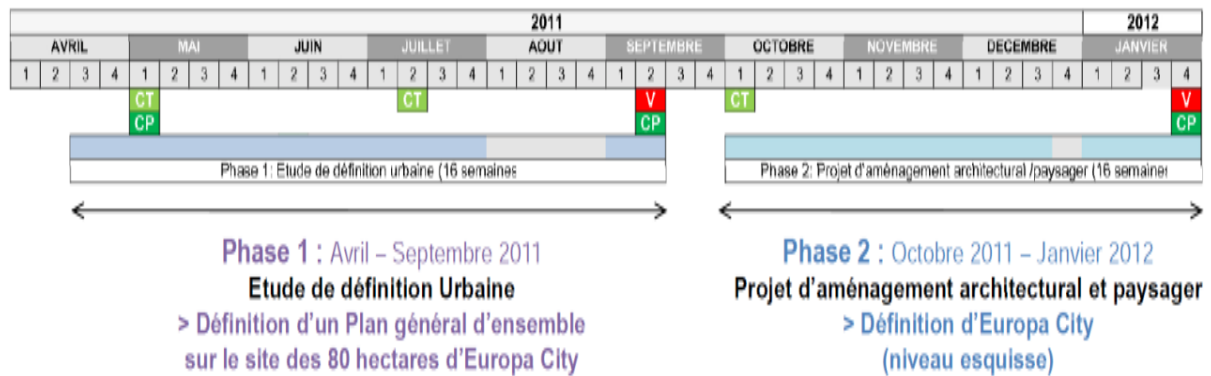 2011 2012
AVRIL MAI JUIN JUILLET AOUT SEPTEMBRE OCTOBRE NOVEMBRE DECEMBRE JANVIER
1 2 3 4 1 2 3 4 1 2 3 4 1 2 3 4 1 2 3 4 1 2 3 4 1 2 3 4 1 2 3 4 1 2 3 4 1 2 3 4
CT CT V CT V
CP CP CP
Phase 1: Etude de définition urbaine (16 semaines
Phase 2: Projet d'aménagement architectural /paysager (16 semaines
Phase 1 : Avril – Septembre 2011
Etude de définition Urbaine
> Définition d'un Plan général d'ensemble
sur le site des 80 hectares d'Europa City
Phase 2 : Octobre 2011 – Janvier 2012
Projet d'aménagement architectural et paysager
> Définition d'Europa City
(niveau esquisse)